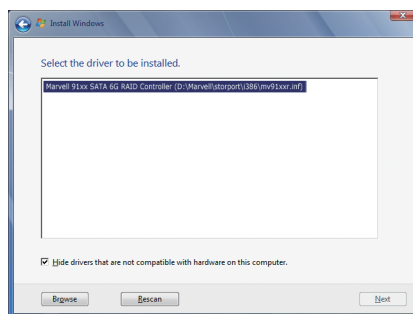 Install Windows
Select the driver to be installed.
Marvell 91xx SATA 6G RAID Controller (D:\Marvell\storport\i386\mv91xxr.inf)
Hide drivers that are not compatible with hardware on this computer.
Browse
Rescan
Next